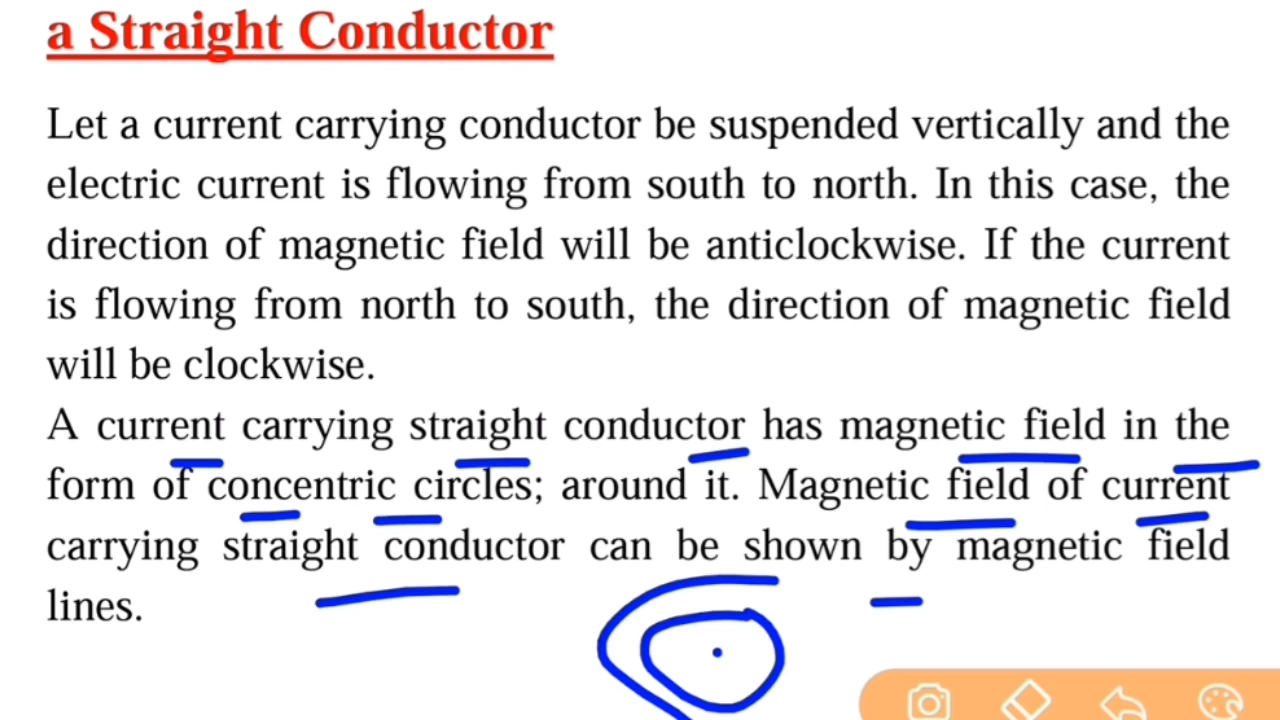 a Straight Conductor
Let a current carrying conductor be suspended vertically and the
electric current is flowing from south to north. In this case, the
direction of magnetic field will be anticlockwise. If the current
is flowing from north to south, the direction of magnetic field
will be clockwise.
A current carrying straight conductor has magnetic field in the
form of concentric circles; around it. Magnetic field of current
carrying straight conductor can be shown by magnetic field
lines.